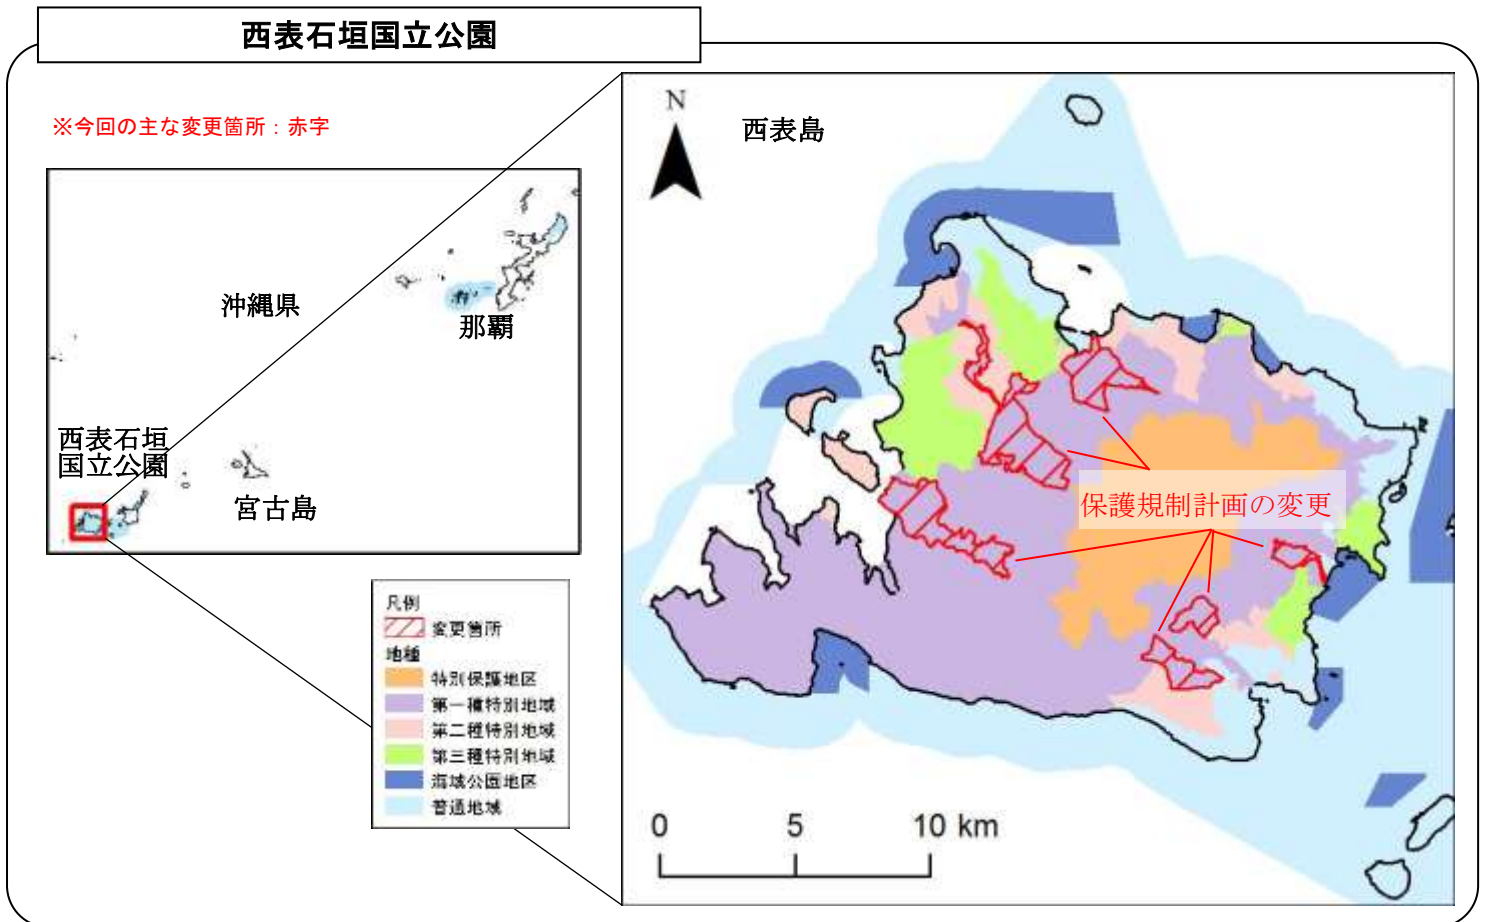 西表石垣国立公園
※今回の主な変更箇所：赤字
沖縄県
那覇
西表石垣
国立公園
宮古島
N
西表島
保護規制計画の変更
凡例
変更箇所
地種
特別保護地区
第一種特別地域
第二種特別地域
第三種特別地域
海域公園地区
普通地域
0 5 10 km